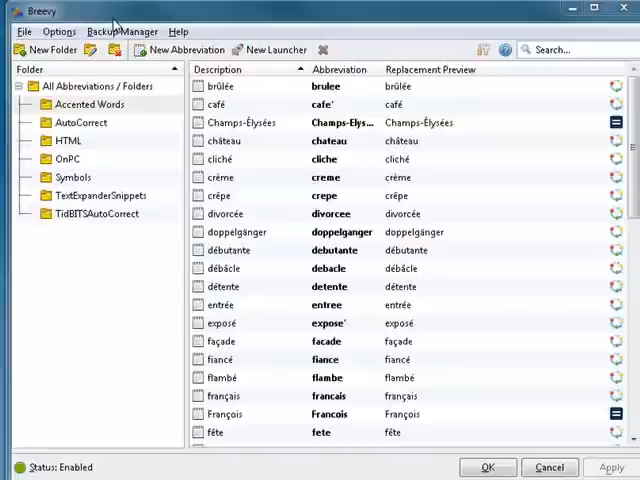 Breevy
File Options Backup Manager Help
New Folder New Abbreviation New Launcher Search...
Folder Description Abbreviation Replacement Preview
All Abbreviations / Folders brûlée brulee brûlée
Accented Words café cafe' café
AutoCorrect Champs-Élysées Champs-Elys... Champs-Élysées
HTML château chateau château
OnPC cliché cliche cliché
Symbols crème creme crème
TextExpanderSnippets crêpe crepe crêpe
TidBITSAutoCorrect divorcée divorcee divorcée
doppelgänger doppelganger doppelgänger
débutante debutante débutante
débâcle debacle débâcle
détente detente détente
entrée entree entrée
exposé expose' exposé
façade facade façade
fiancé fiance fiancé
flambé flambe flambé
français francais français
François Francois François
fête fete fête
Status: Enabled OK Cancel Apply